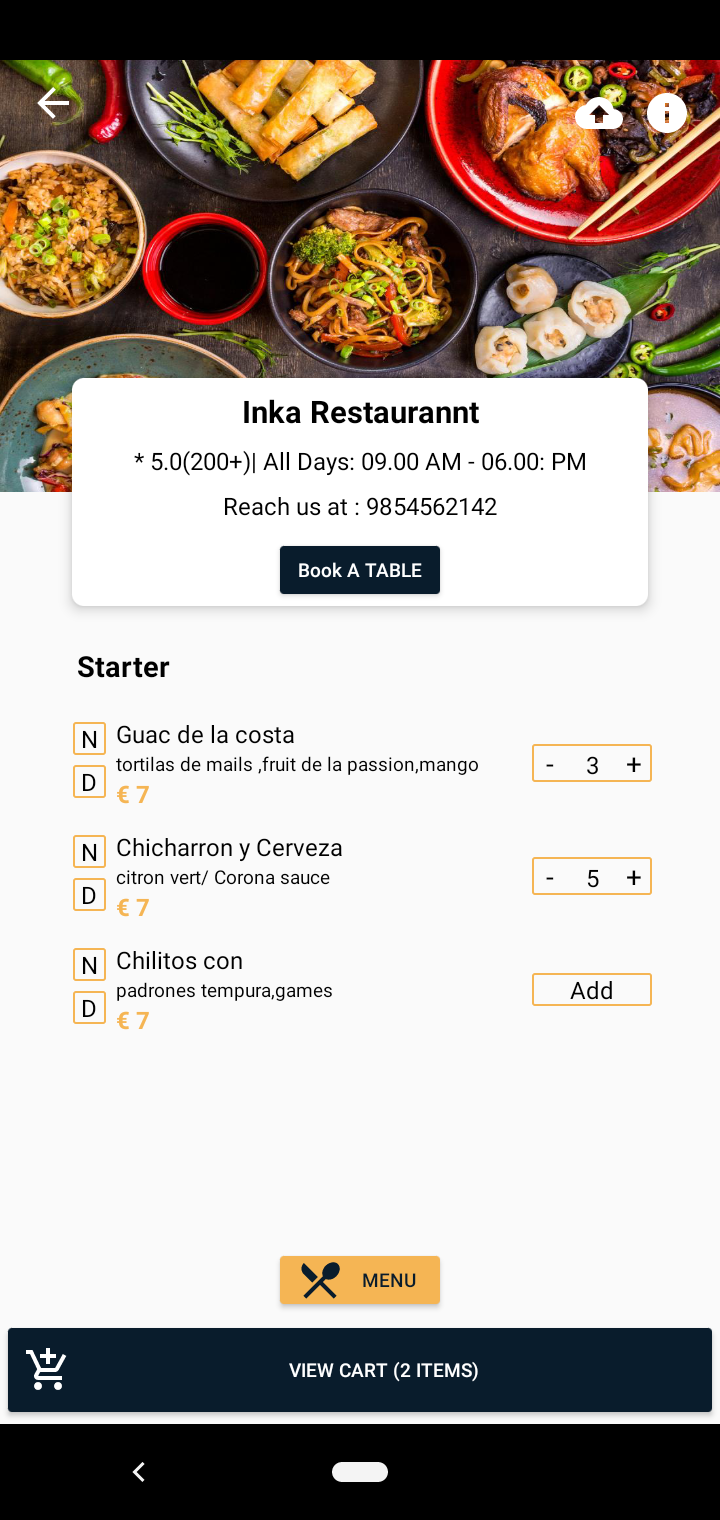 Inka Restaurannt
* 5.0(200+)| All Days: 09.00 AM - 06.00: PM
Reach us at : 9854562142
Book A TABLE
Starter
N Guac de la costa
tortilas de mails ,fruit de la passion,mango
D
€ 7
- 3 +
N Chicharron y Cerveza
citron vert/ Corona sauce
D
€ 7
- 5 +
N Chilitos con
padrones tempura,games
D
€ 7
Add
MENU
VIEW CART (2 ITEMS)